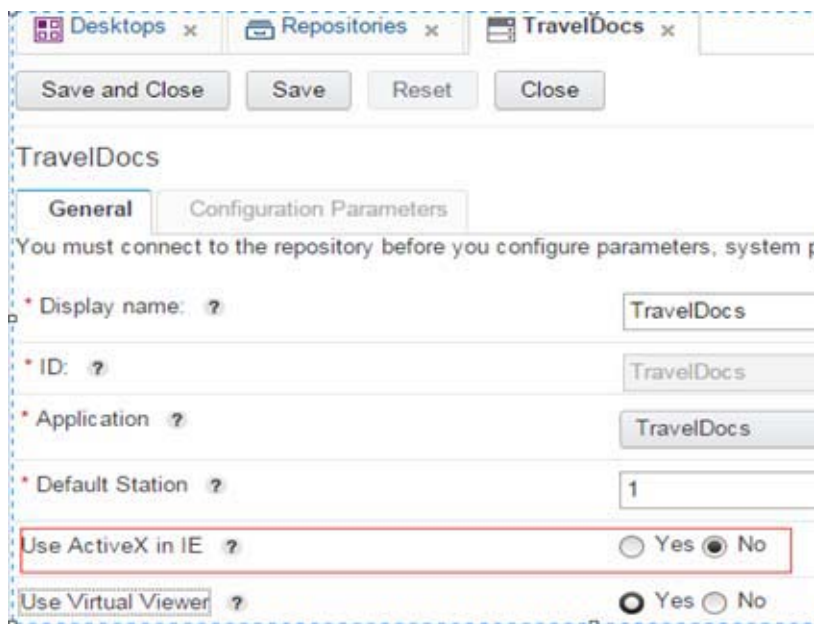 Desktops x Repositories x TravelDocs x
Save and Close Save Reset Close
TravelDocs
General Configuration Parameters
You must connect to the repository before you configure parameters, system p
* Display name: ? TravelDocs
* ID: ? TravelDocs
* Application ? TravelDocs
* Default Station ? 1
Use ActiveX in IE ? Yes No
Use Virtual Viewer ? Yes No